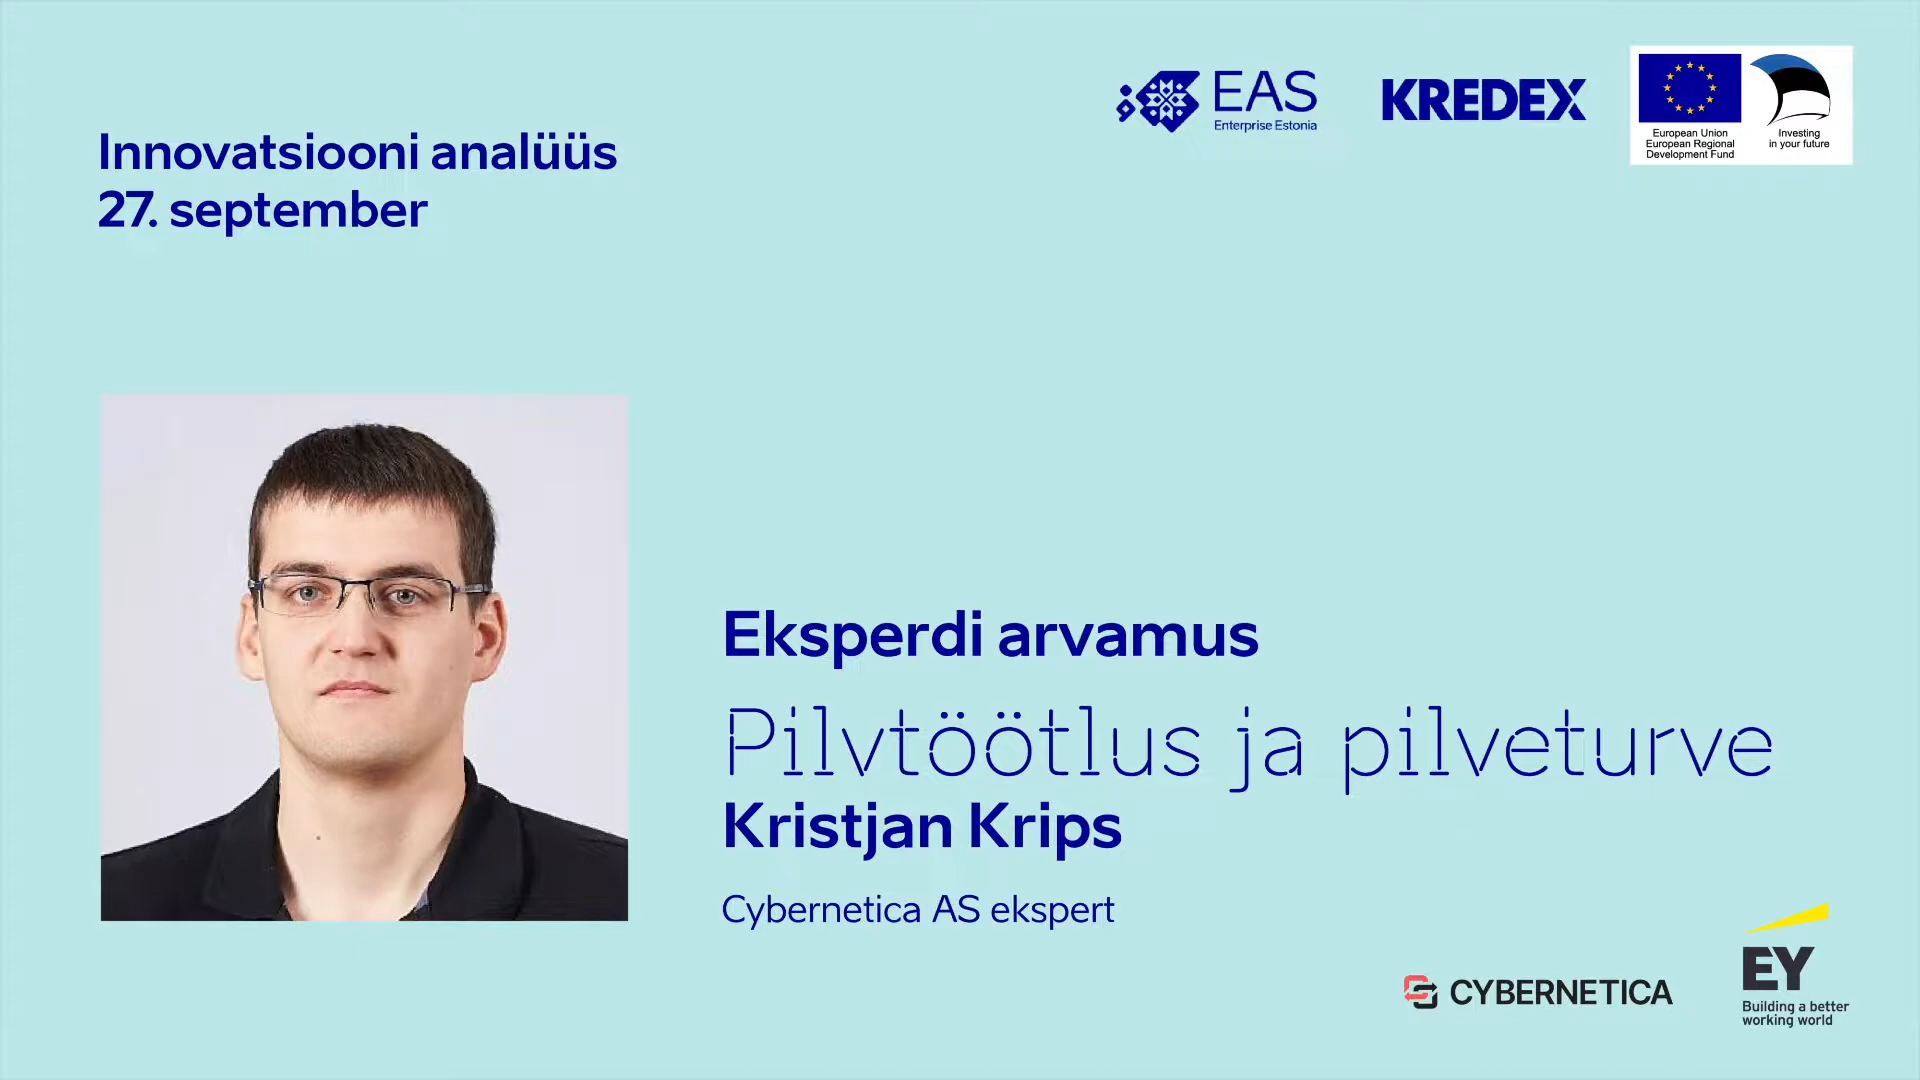 Innovatsiooni analüüs
27. september
EAS
Enterprise Estonia
KREDEX
European Union
European Regional
Development Fund
Investing
in your future
Eksperdi arvamus
Pilvtöötlus ja pilveturve
Kristjan Krips
Cybernetica AS ekspert
CYBERNETICA
EY
Building a better
working world